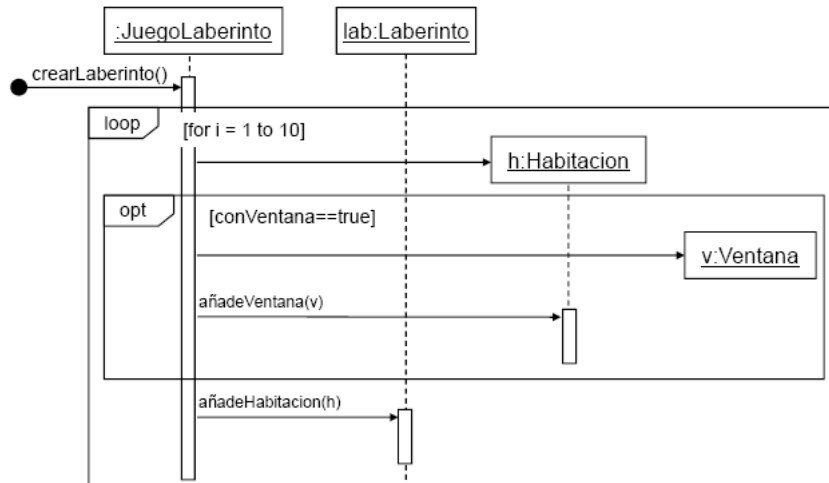 :JuegoLaberinto
lab:Laberinto
crearLaberinto()
loop
[for i = 1 to 10]
h:Habitacion
opt
[conVentana==true]
v:Ventana
añadeVentana(v)
añadeHabitacion(h)